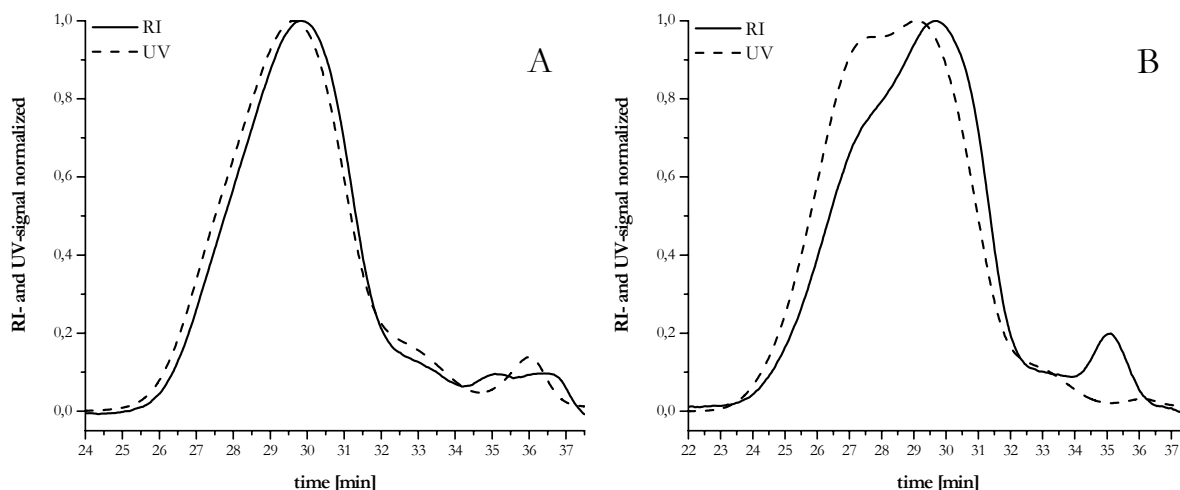 RI
UV
A
1,0
0,8
0,6
0,4
0,2
0,0
RI- and UV-signal normalized
24 25 26 27 28 29 30 31 32 33 34 35 36 37
time [min]
RI
UV
B
1,0
0,8
0,6
0,4
0,2
0,0
RI- and UV-signal normalized
22 23 24 25 26 27 28 29 30 31 32 33 34 35 36 37
time [min]